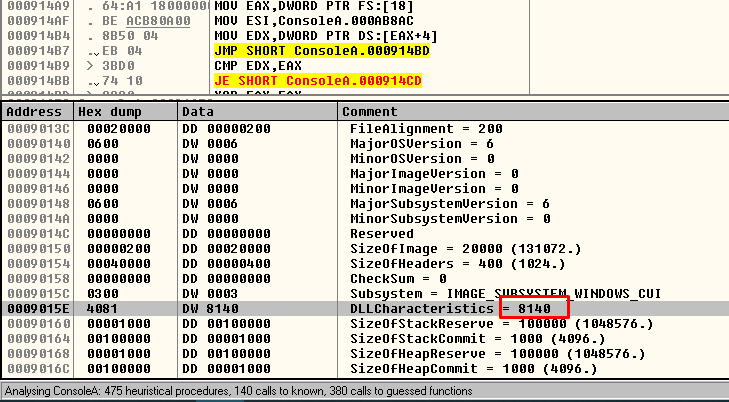 000914A9 . 64:A1 1800000 MOV EAX,DWORD PTR FS:[18]
000914AF . BE ACB80A00 MOV ESI,ConsoleA.000AB8AC
000914B4 . 8B50 04 MOV EDX,DWORD PTR DS:[EAX+4]
000914B7 .v EB 04 JMP SHORT ConsoleA.000914BD
000914B9 > 3BD0 CMP EDX,EAX
000914BB .v 74 10 JE SHORT ConsoleA.000914CD
Address Hex dump Data Comment
0009013C 00020000 DD 00000200 FileAlignment = 200
00090140 0600 DW 0006 MajorOSVersion = 6
00090142 0000 DW 0000 MinorOSVersion = 0
00090144 0000 DW 0000 MajorImageVersion = 0
00090146 0000 DW 0000 MinorImageVersion = 0
00090148 0600 DW 0006 MajorSubsystemVersion = 6
0009014A 0000 DW 0000 MinorSubsystemVersion = 0
0009014C 00000000 DD 00000000 Reserved
00090150 00000200 DD 00020000 SizeOfImage = 20000 (131072.)
00090154 00040000 DD 00000400 SizeOfHeaders = 400 (1024.)
00090158 00000000 DD 00000000 CheckSum = 0
0009015C 0300 DW 0003 Subsystem = IMAGE_SUBSYSTEM_WINDOWS_CUI
0009015E 4081 DW 8140 DLLCharacteristics = 8140
00090160 00001000 DD 00100000 SizeOfStackReserve = 100000 (1048576.)
00090164 00100000 DD 00001000 SizeOfStackCommit = 1000 (4096.)
00090168 00001000 DD 00100000 SizeOfHeapReserve = 100000 (1048576.)
0009016C 00100000 DD 00001000 SizeOfHeapCommit = 1000 (4096.)
Analysing ConsoleA: 475 heuristical procedures, 140 calls to known, 380 calls to guessed functions